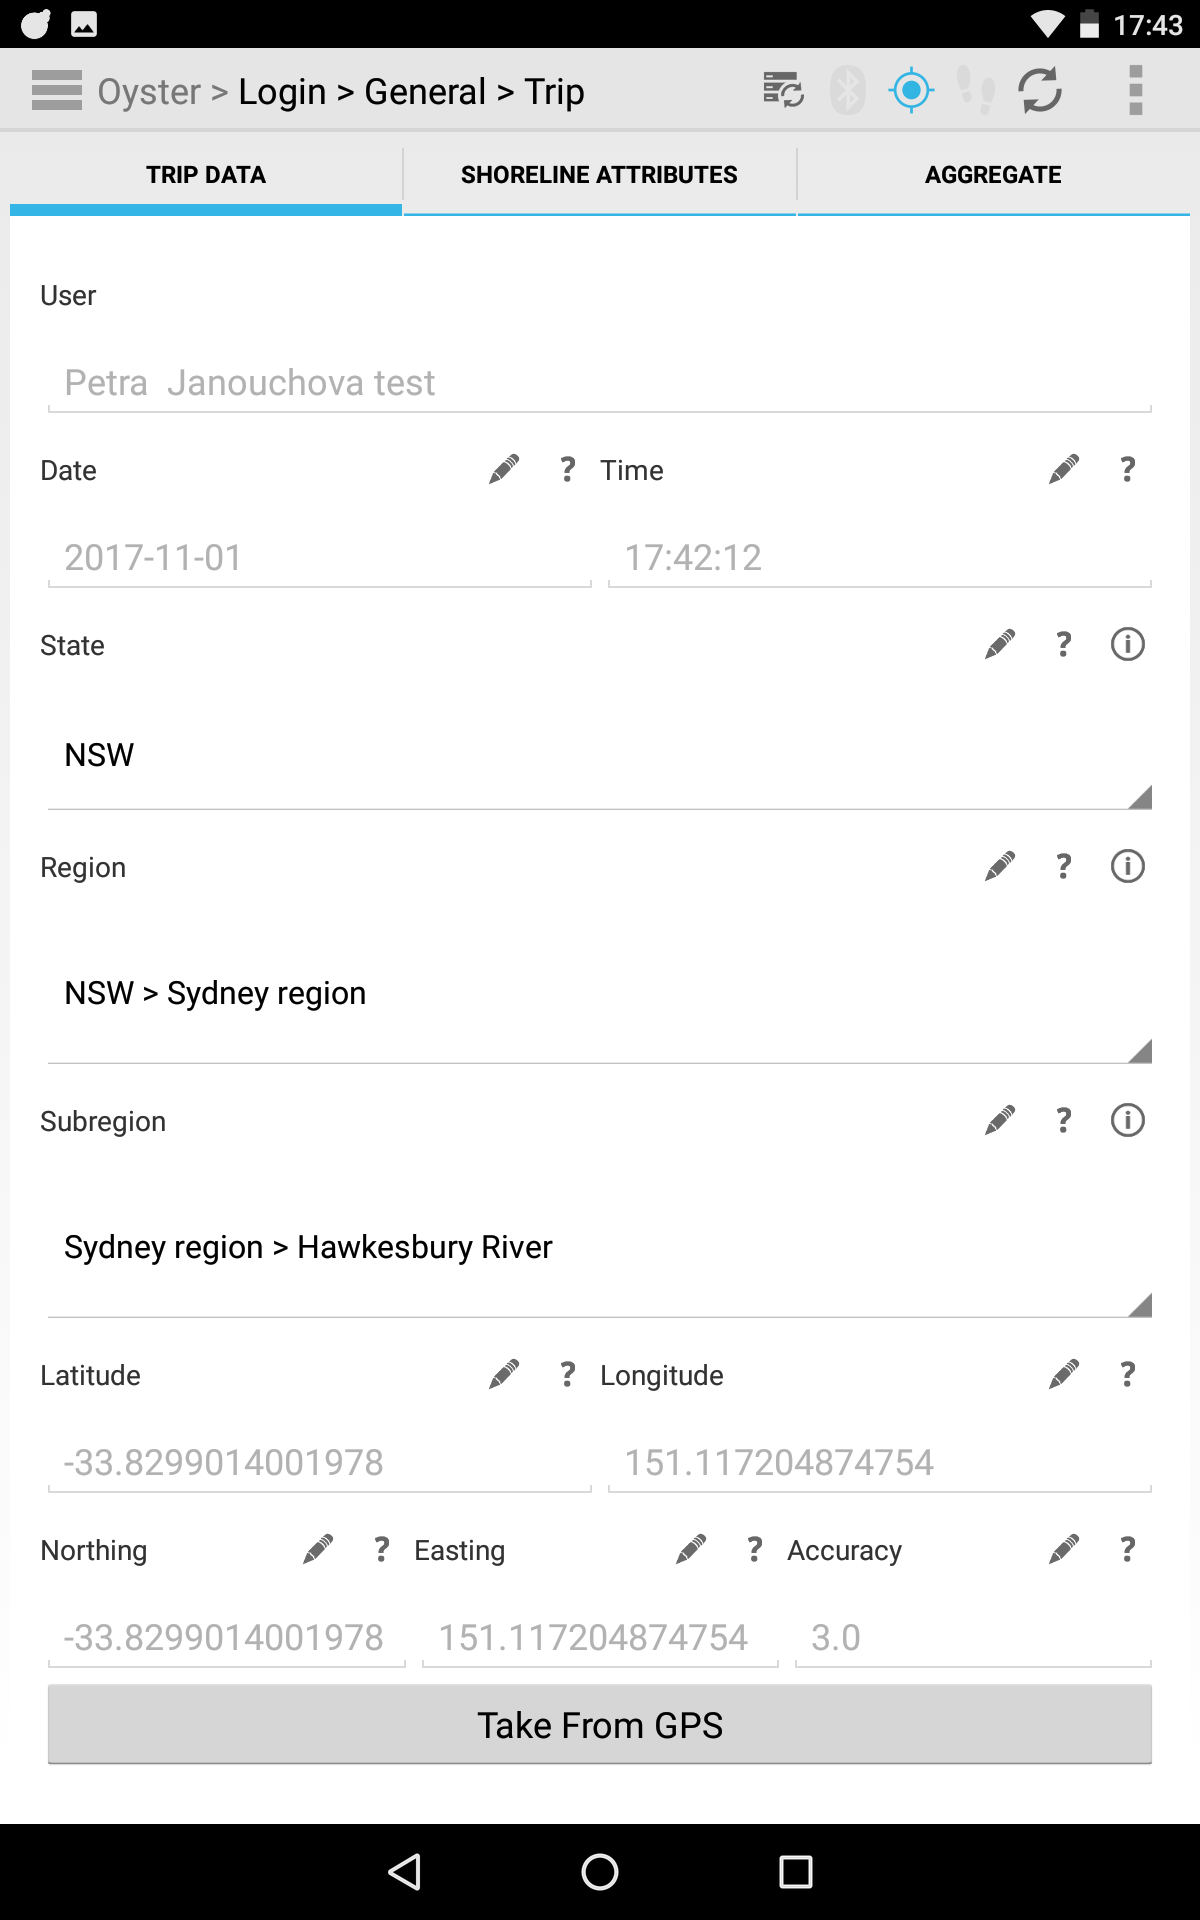 17:43
Oyster > Login > General > Trip
TRIP DATA SHORELINE ATTRIBUTES AGGREGATE
User
Petra  Janouchova test
Date ? Time ?
2017-11-01 17:42:12
State ? i
NSW
Region ? i
NSW > Sydney region
Subregion ? i
Sydney region > Hawkesbury River
Latitude ? Longitude ?
-33.8299014001978 151.117204874754
Northing ? Easting ? Accuracy ?
-33.8299014001978 151.117204874754 3.0
Take From GPS